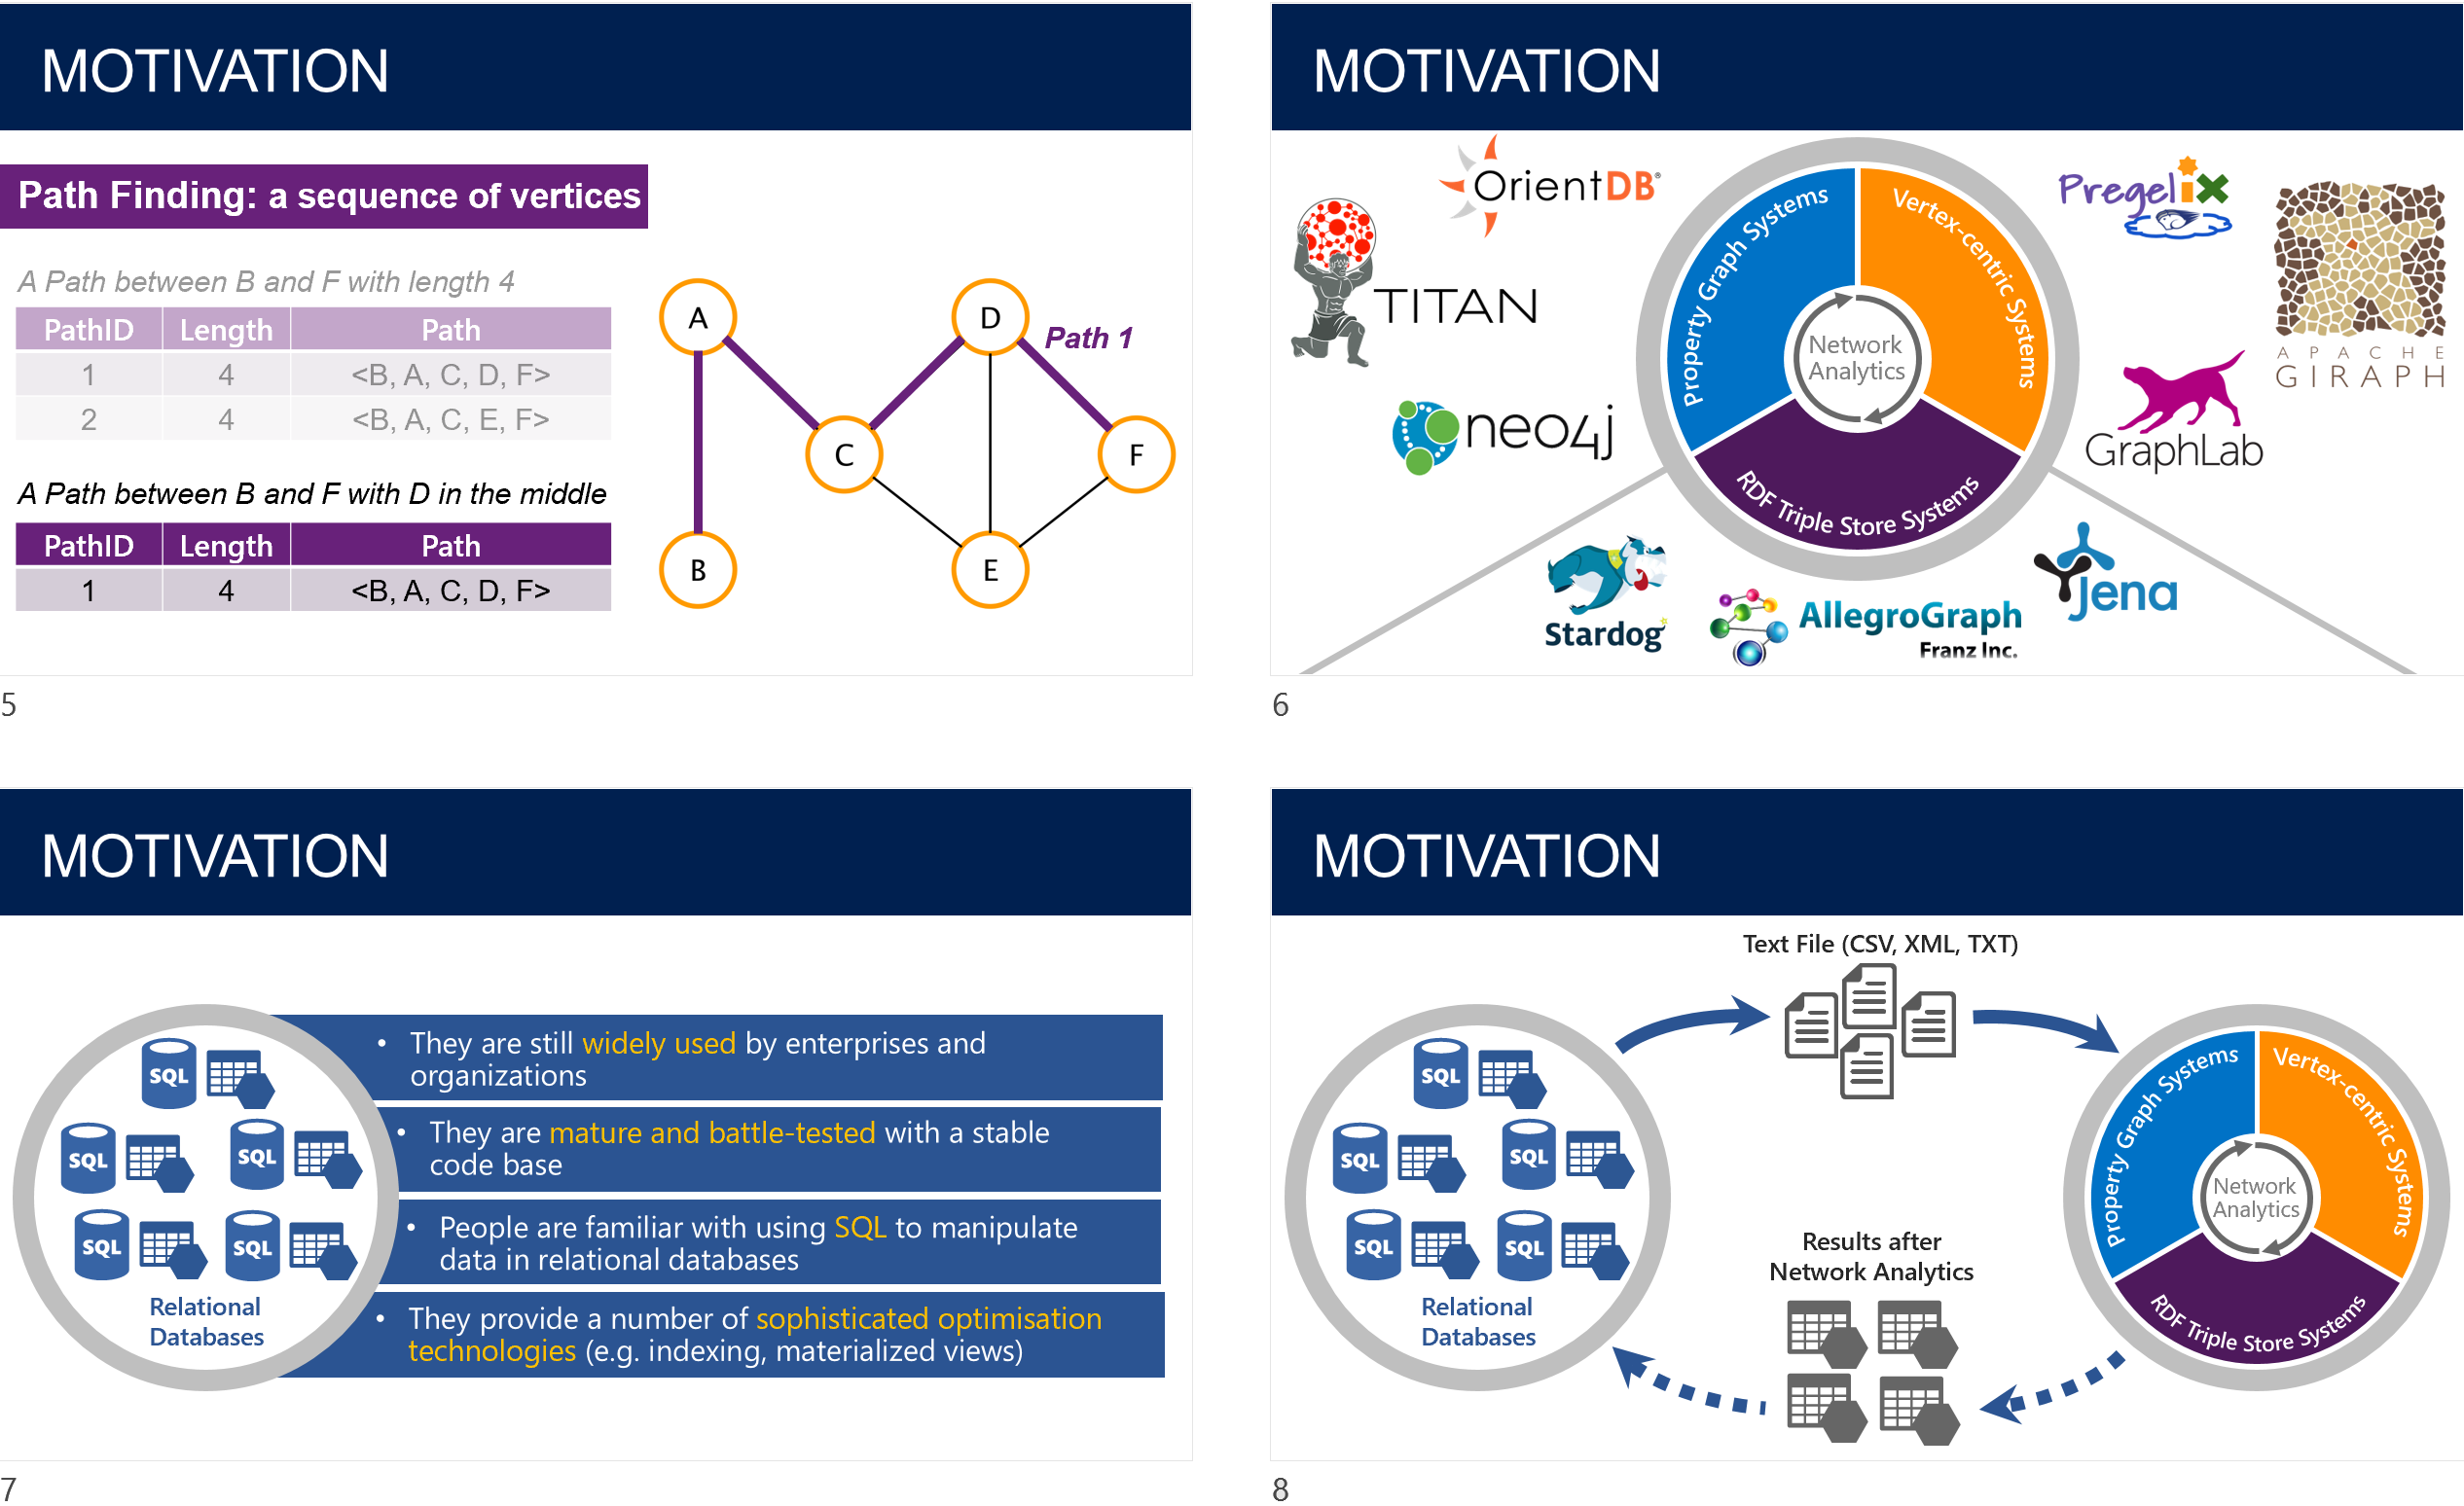 MOTIVATION
Path Finding: a sequence of vertices
A Path between B and F with length 4
PathID Length Path
1 4 <B, A, C, D, F>
2 4 <B, A, C, E, F>
A Path between B and F with D in the middle
PathID Length Path
1 4 <B, A, C, D, F>
A
D
Path 1
C
F
B
E
5
MOTIVATION
OrientDB®
TITAN
neo4j
Property Graph Systems
Vertex-centric Systems
RDF Triple Store Systems
Network
Analytics
Pregelix
APACHE
GIRAPH
GraphLab
Stardog
AllegroGraph
Franz Inc.
Jena
6
MOTIVATION
SQL
SQL
SQL
SQL
SQL
Relational
Databases
• They are still widely used by enterprises and
organizations
• They are mature and battle-tested with a stable
code base
• People are familiar with using SQL to manipulate
data in relational databases
• They provide a number of sophisticated optimisation
technologies (e.g. indexing, materialized views)
7
MOTIVATION
Text File (CSV, XML, TXT)
SQL
SQL
SQL
SQL
SQL
Relational
Databases
Property Graph Systems
Vertex-centric Systems
RDF Triple Store Systems
Network
Analytics
Results after
Network Analytics
8